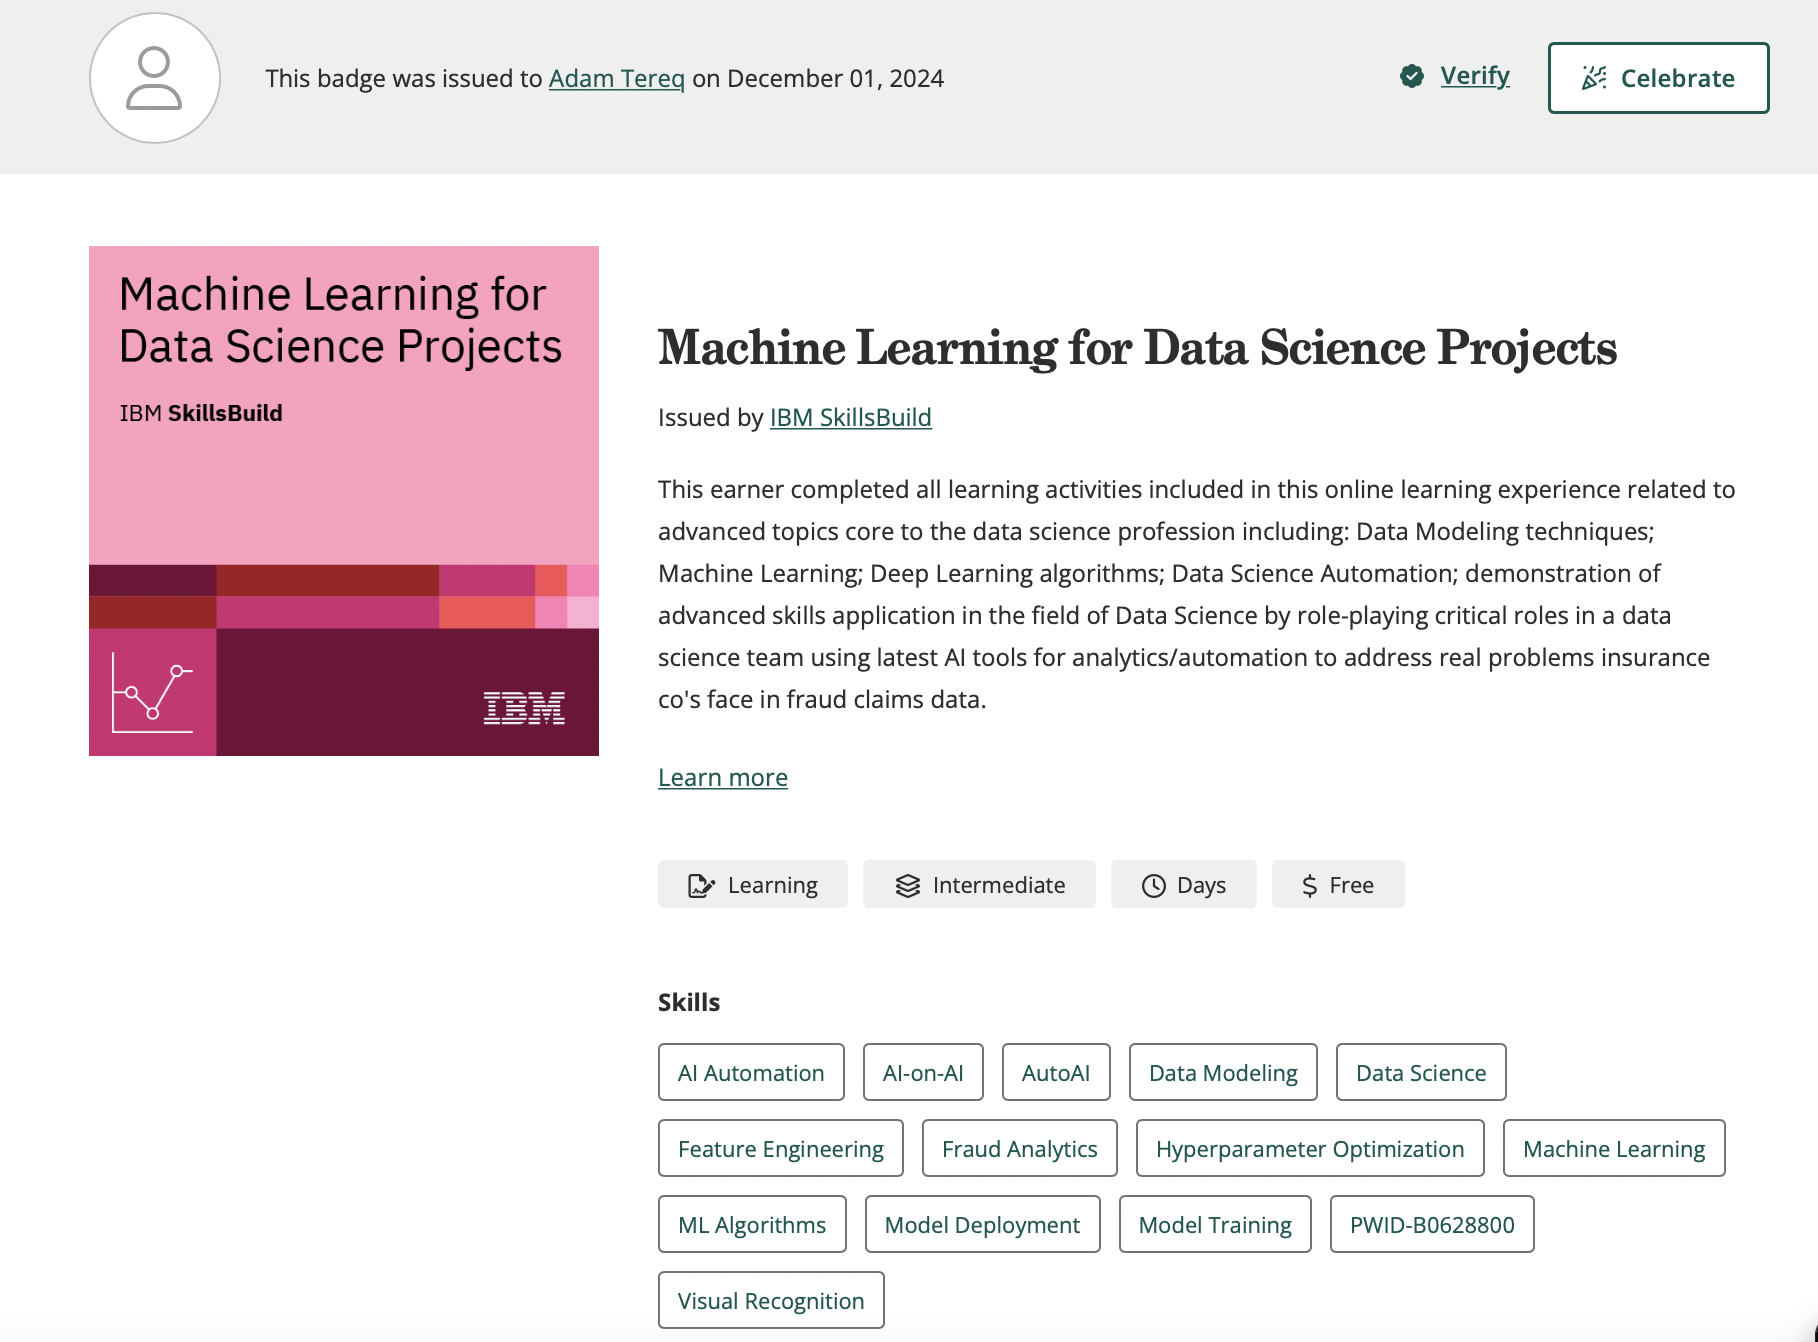 This badge was issued to Adam Tereq on December 01, 2024
Verify
Celebrate
Machine Learning for
Data Science Projects
IBM SkillsBuild
IBM
Machine Learning for Data Science Projects
Issued by IBM SkillsBuild
This earner completed all learning activities included in this online learning experience related to
advanced topics core to the data science profession including: Data Modeling techniques;
Machine Learning; Deep Learning algorithms; Data Science Automation; demonstration of
advanced skills application in the field of Data Science by role-playing critical roles in a data
science team using latest AI tools for analytics/automation to address real problems insurance
co's face in fraud claims data.
Learn more
Learning Intermediate Days $ Free
Skills
AI Automation AI-on-AI AutoAI Data Modeling Data Science
Feature Engineering Fraud Analytics Hyperparameter Optimization Machine Learning
ML Algorithms Model Deployment Model Training PWID-B0628800
Visual Recognition